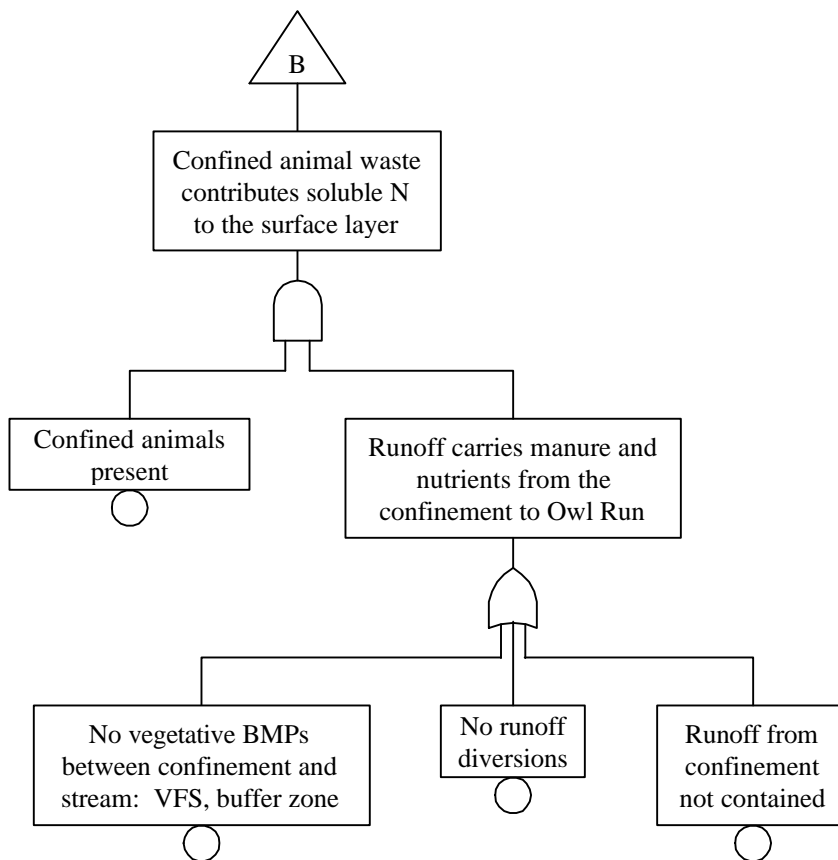 B
Confined animal waste
contributes soluble N
to the surface layer
Confined animals
present
Runoff carries manure and
nutrients from the
confinement to Owl Run
No vegetative BMPs
between confinement and
stream:  VFS, buffer zone
No runoff
diversions
Runoff from
confinement
not contained